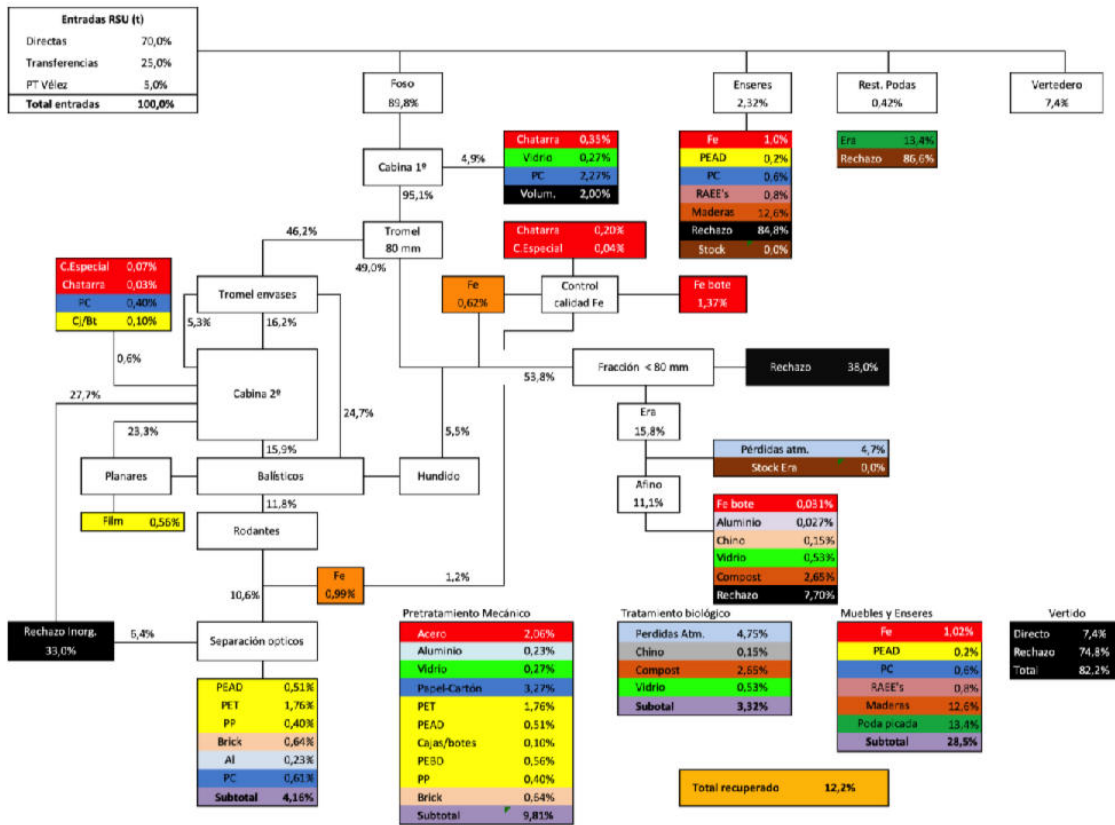 Entradas RSU (t)
Directas 70,0%
Transferencias 25,0%
PT Vélez 5,0%
Total entradas 100,0%
Foso
89,8%
Enseres
2,32%
Rest. Podas
0,42%
Vertedero
7,4%
Cabina 1º
4,9%
Chatarra 0,35%
Vidrio 0,27%
PC 2,27%
Volum. 2,00%
Fe 1,0%
PEAD 0,2%
PC 0,6%
RAEE's 0,8%
Maderas 12,6%
Rechazo 84,8%
Stock 0,0%
Era 13,4%
Rechazo 86,6%
95,1%
46,2%
Tromel
80 mm
49,0%
Chatarra 0,20%
C.Especial 0,04%
C.Especial 0,07%
Chatarra 0,03%
PC 0,40%
Cj/Bt 0,10%
Tromel envases
Fe
0,62%
Control
calidad Fe
Fe bote
1,37%
5,3%
16,2%
0,6%
27,7%
Cabina 2º
24,7%
53,8%
Fracción < 80 mm
Rechazo 38,0%
23,3%
15,9%
5,5%
Era
15,8%
Planares
Balísticos
Hundido
Pérdidas atm. 4,7%
Stock Era 0,0%
Afino
11,1%
Film 0,56%
11,8%
Rodantes
Fe bote 0,031%
Aluminio 0,027%
Chino 0,15%
Vidrio 0,53%
Compost 2,65%
Rechazo 7,70%
Fe
0,99%
1,2%
10,6%
Rechazo Inorg.
33,0%
6,4%
Separación opticos
PEAD 0,51%
PET 1,76%
PP 0,40%
Brick 0,64%
Al 0,23%
PC 0,61%
Subtotal 4,16%
Pretratamiento Mecánico
Acero 2,06%
Aluminio 0,23%
Vidrio 0,27%
Papel-Cartón 3,27%
PET 1,76%
PEAD 0,51%
Cajas/botes 0,10%
PEBD 0,56%
PP 0,40%
Brick 0,64%
Subtotal 9,81%
Tratamiento biológico
Perdidas Atm. 4,75%
Chino 0,15%
Compost 2,65%
Vidrio 0,53%
Subotal 3,32%
Muebles y Enseres
Fe 1,02%
PEAD 0,2%
PC 0,6%
RAEE's 0,8%
Maderas 12,6%
Poda picada 13,4%
Subtotal 28,5%
Vertido
Directo 7,4%
Rechazo 74,8%
Total 82,2%
Total recuperado 12,2%